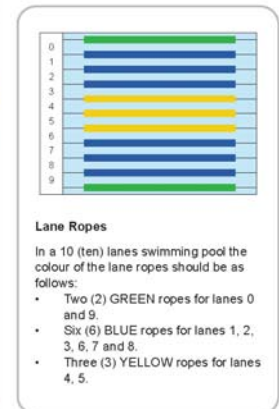 0
1
2
3
4
5
6
7
8
9
Lane Ropes
In a 10 (ten) lanes swimming pool the
colour of the lane ropes should be as
follows:
• Two (2) GREEN ropes for lanes 0
and 9.
• Six (6) BLUE ropes for lanes 1, 2,
3, 6, 7 and 8.
• Three (3) YELLOW ropes for lanes
4, 5.